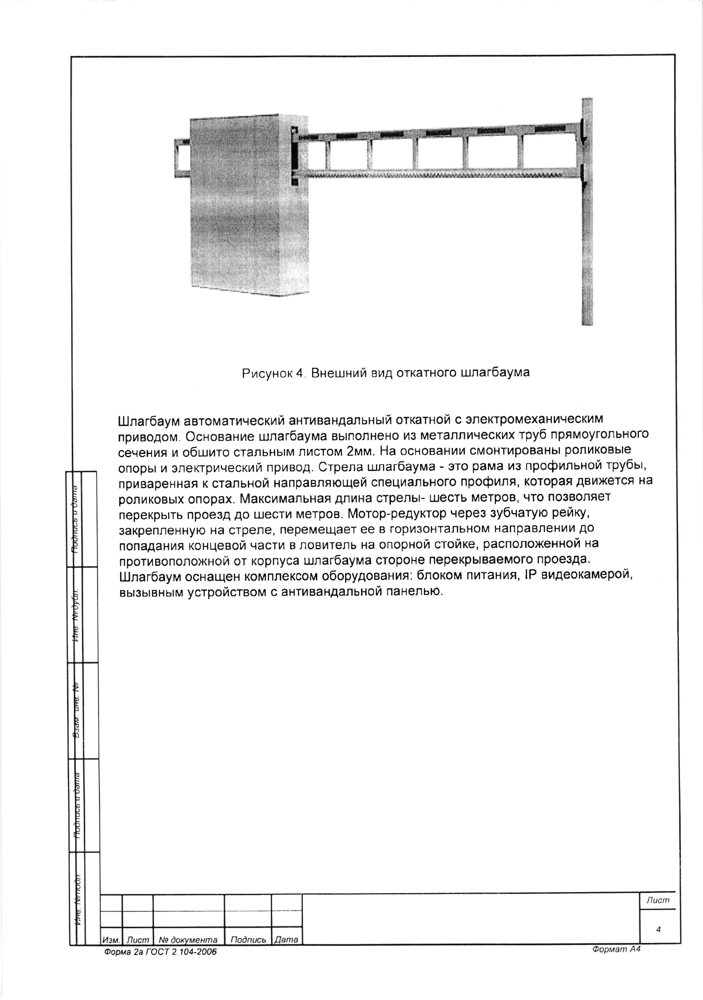 Рисунок 4. Внешний вид откатного шлагбаума
Шлагбаум автоматический антивандальный откатной с электромеханическим
приводом. Основание шлагбаума выполнено из металлических труб прямоугольного
сечения и обшито стальным листом 2мм. На основании смонтированы роликовые
опоры и электрический привод. Стрела шлагбаума - это рама из профильной трубы,
приваренная к стальной направляющей специального профиля, которая движется на
роликовых опорах. Максимальная длина стрелы- шесть метров, что позволяет
перекрыть проезд до шести метров. Мотор-редуктор через зубчатую рейку,
закрепленную на стреле, перемещает ее в горизонтальном направлении до
попадания концевой части в ловитель на опорной стойке, расположенной на
противоположной от корпуса шлагбаума стороне перекрываемого проезда.
Шлагбаум оснащен комплексом оборудования: блоком питания, IP видеокамерой,
вызывным устройством с антивандальной панелью.
Подпись и дата
Инв. № дубл.
Взам. инв. №
Подпись и дата
Инв. № подл.
Лист
4
Изм. Лист № документа Подпись Дата
Форма 2а ГОСТ 2.104-2006
Формат А4